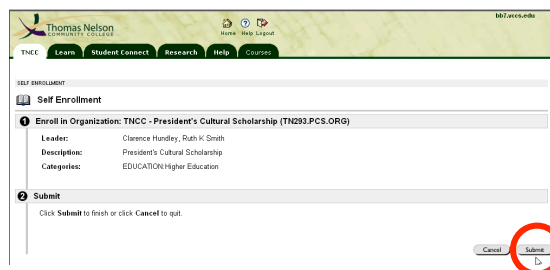 bb7.vccs.edu
Thomas Nelson
COMMUNITY COLLEGE
Home Help Logout
TNCC Learn Student Connect Research Help Courses
SELF ENROLLMENT
Self Enrollment
1 Enroll in Organization: TNCC - President's Cultural Scholarship (TN293.PCS.ORG)
Leader: Clarence Hundley, Ruth K Smith
Description: President's Cultural Scholarship
Categories: EDUCATION:Higher Education
2 Submit
Click Submit to finish or click Cancel to quit.
Cancel Submit